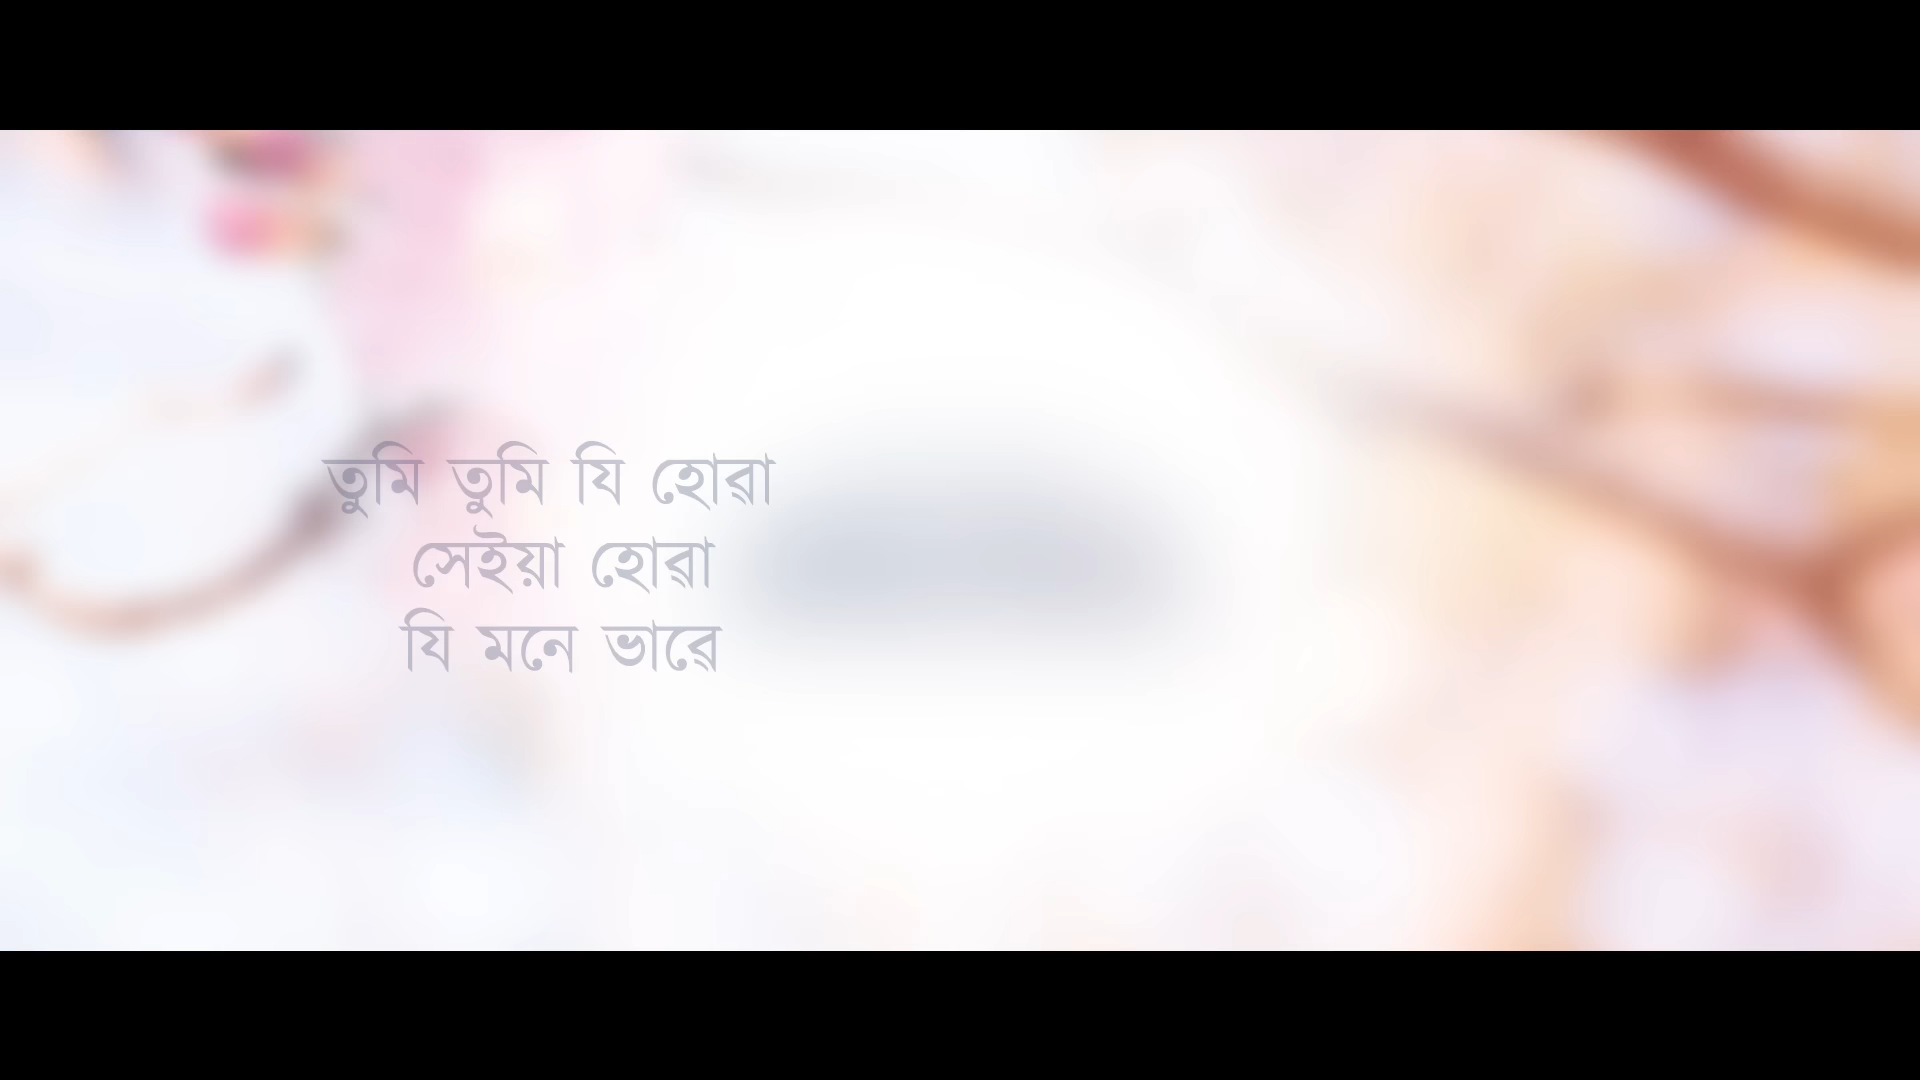 তুমি তুমি যি হোৱা
সেইয়া হোৱা
যি মনে ভাৱে